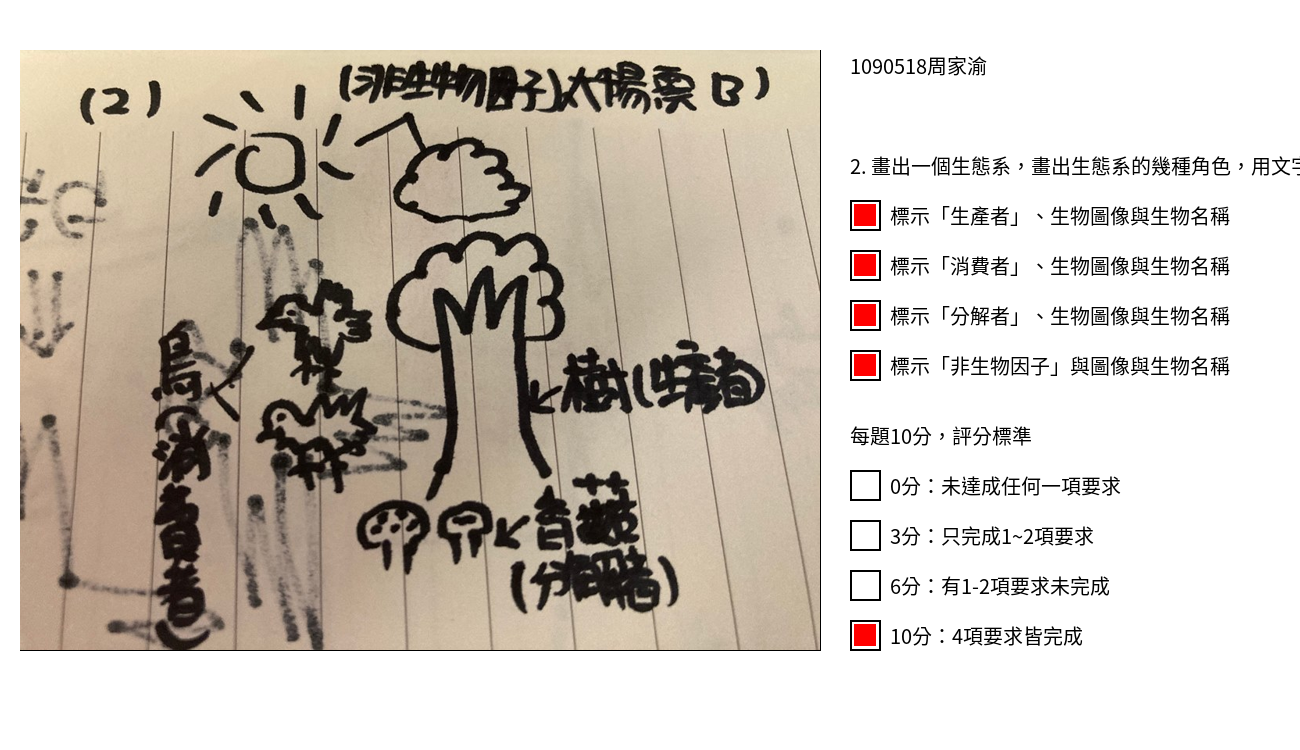 (2)
(非生物因子)太陽雲B)
鳥(消費者)
樹(生產者)
香菇
(分解者)
1090518周家渝
2. 畫出一個生態系，畫出生態系的幾種角色，用文字
標示「生產者」、生物圖像與生物名稱
標示「消費者」、生物圖像與生物名稱
標示「分解者」、生物圖像與生物名稱
標示「非生物因子」與圖像與生物名稱
每題10分，評分標準
0分：未達成任何一項要求
3分：只完成1~2項要求
6分：有1-2項要求未完成
10分：4項要求皆完成